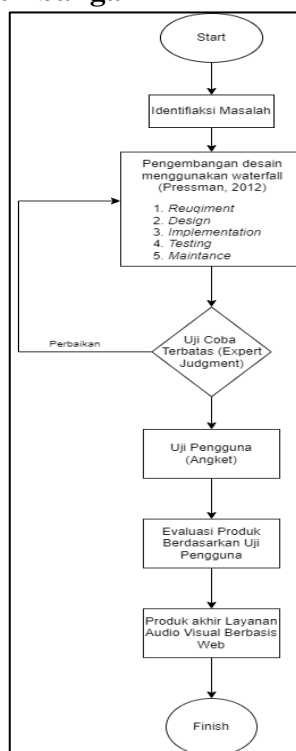 Start
Identifiaksi Masalah
Pengembangan desain
menggunakan waterfall
(Pressman, 2012)
1. Reuqiment
2. Design
3. Implementation
4. Testing
5. Maintance
Perbaikan
Uji Coba
Terbatas (Expert
Judgment)
Uji Pengguna
(Angket)
Evaluasi Produk
Berdasarkan Uji
Pengguna
Produk akhir Layanan
Audio Visual Berbasis
Web
Finish